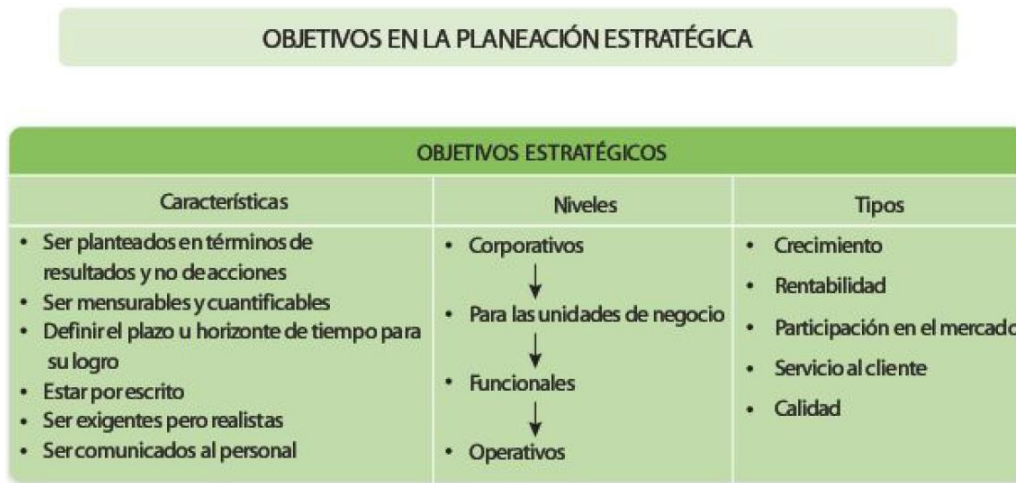 OBJETIVOS EN LA PLANEACIÓN ESTRATÉGICA
OBJETIVOS ESTRATÉGICOS
Características
• Ser planteados en términos de
resultados y no de acciones
• Ser mensurables y cuantificables
• Definir el plazo u horizonte de tiempo para
su logro
• Estar por escrito
• Ser exigentes pero realistas
• Ser comunicados al personal
Niveles
• Corporativos
• Para las unidades de negocio
• Funcionales
• Operativos
Tipos
• Crecimiento
• Rentabilidad
• Participación en el mercado
• Servicio al cliente
• Calidad